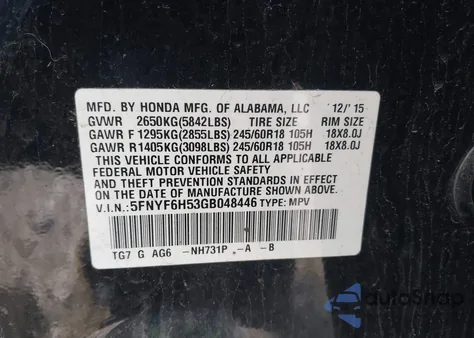 MFD. BY HONDA MFG. OF ALABAMA, LLC 12/'15
GVWR 2650KG(5842LBS) TIRE SIZE RIM SIZE
GAWR F 1295KG(2855LBS) 245/60R18 105H 18X8.0J
GAWR R 1405KG(3098LBS) 245/60R18 105H 18X8.0J
THIS VEHICLE CONFORMS TO ALL APPLICABLE
FEDERAL MOTOR VEHICLE SAFETY AND
THEFT PREVENTION STANDARDS IN EFFECT
ON THE DATE OF MANUFACTURE SHOWN ABOVE.
V.I.N.: 5FNYF6H53GB048446 TYPE: MPV
TG7 G AG6 -NH731P -A -B
AutoSnap